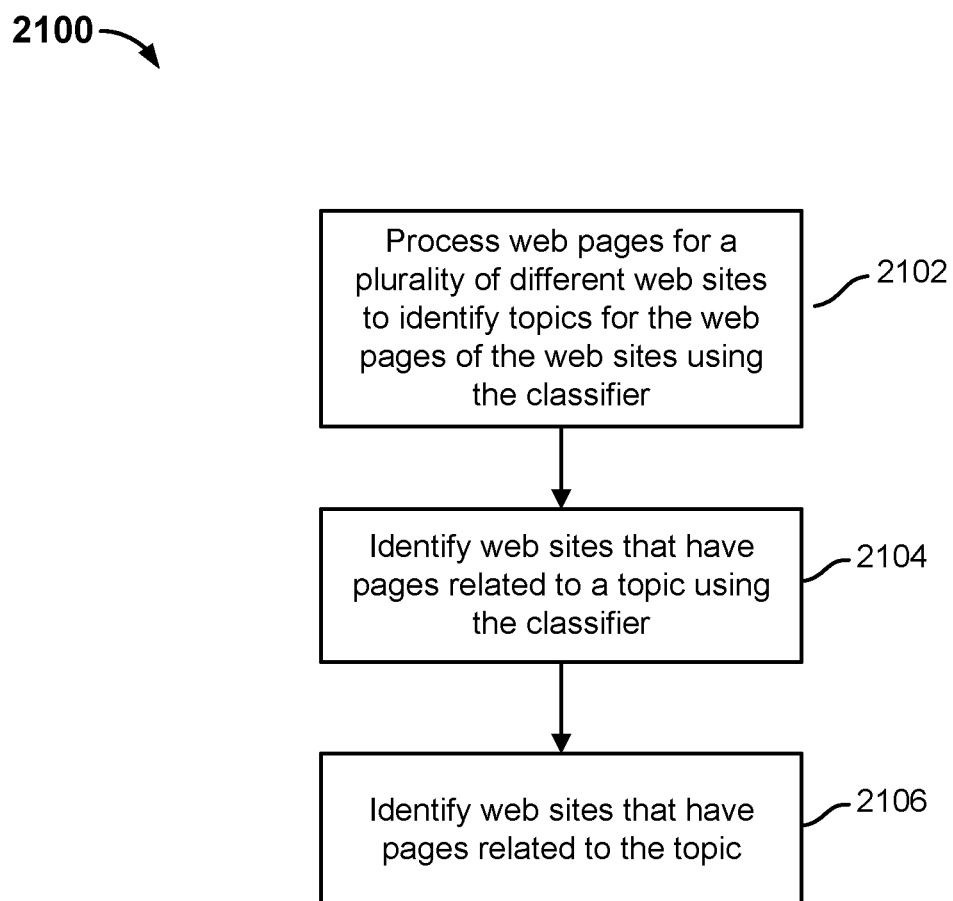 2100
Process web pages for a
plurality of different web sites
to identify topics for the web
pages of the web sites using
the classifier
2102
Identify web sites that have
pages related to a topic using
the classifier
2104
Identify web sites that have
pages related to the topic
2106